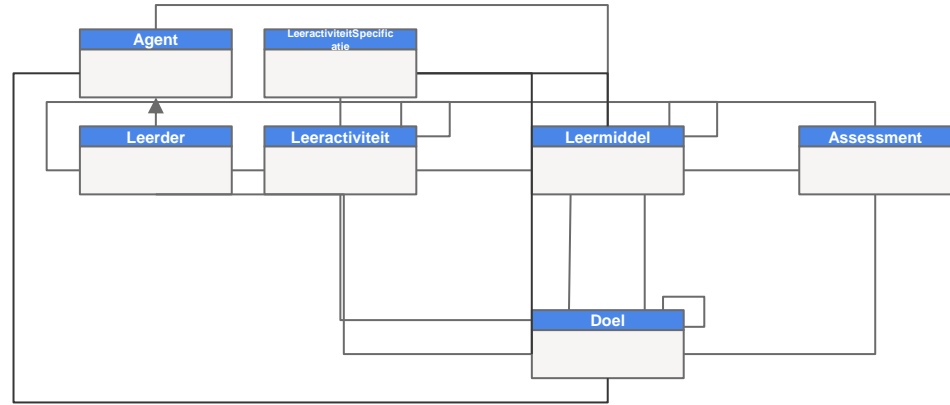 Agent
LeeractiviteitSpecific
atie
Leerder
Leeractiviteit
Leermiddel
Assessment
Doel